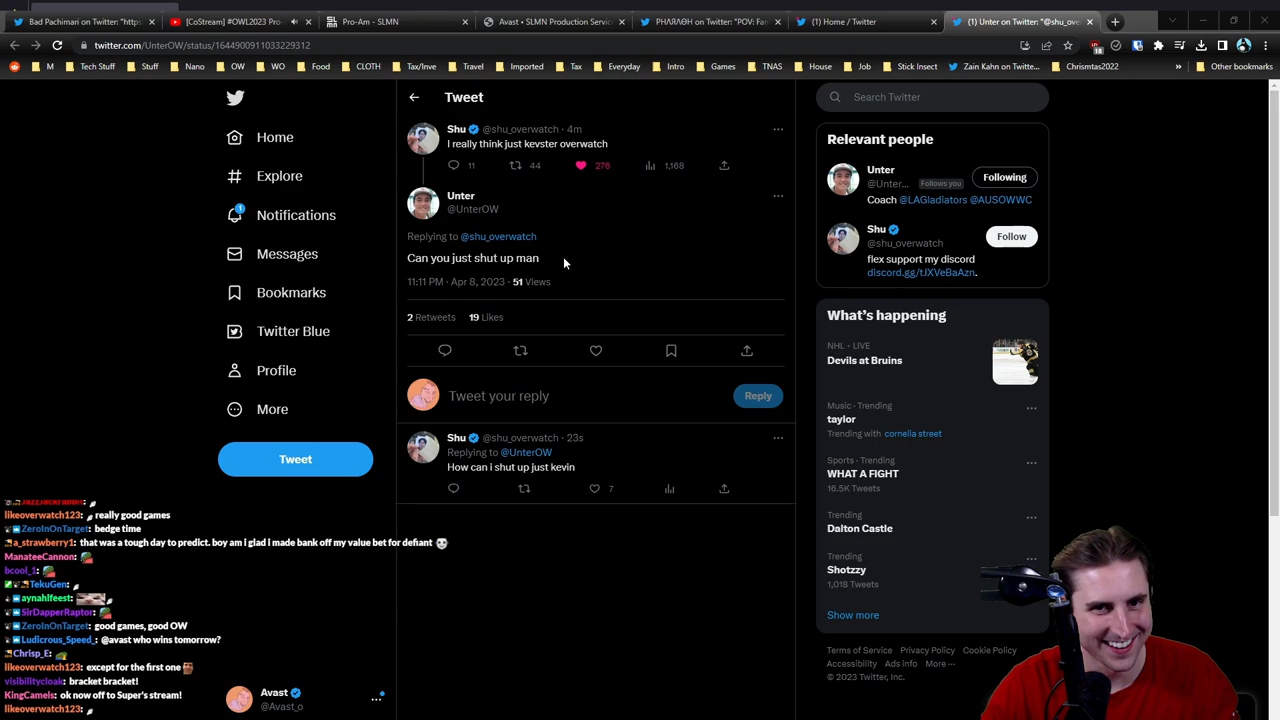 Bad Pachimari on Twitter: "https:
[CoStream] #OWL2023 Pro-A
Pro-Am - SLMN
Avast • SLMN Production Servic
PHΛRΛΘH on Twitter: "POV: Fan
(1) Home / Twitter
(1) Unter on Twitter: "@shu_ove
twitter.com/UnterOW/status/1644900911033229312
18
M
Tech Stuff
Stuff
Nano
OW
WO
Food
CLOTH
Tax/Inve
Travel
Imported
Tax
Everyday
Intro
Games
TNAS
House
Job
Stick Insect
Zain Kahn on Twitte...
Chrismtas2022
»
Other bookmarks
Home
Explore
1
Notifications
Messages
Bookmarks
Twitter Blue
Profile
More
Tweet
Avast
@Avast_o
Tweet
Shu @shu_overwatch · 4m
I really think just kevster overwatch
11 44 276 1,168
Unter
@UnterOW
Replying to @shu_overwatch
Can you just shut up man
11:11 PM · Apr 8, 2023 · 51 Views
2 Retweets 19 Likes
Tweet your reply
Reply
Shu @shu_overwatch · 23s
Replying to @UnterOW
How can i shut up just kevin
7
Search Twitter
Relevant people
Unter
@Unter... Follows you
Following
Coach @LAGladiators @AUSOWWC
Shu
@shu_overwatch
Follow
flex support my discord
discord.gg/tJXVeBaAzn.
What's happening
NHL · LIVE
Devils at Bruins
Music · Trending
taylor
Trending with cornelia street
Sports · Trending
WHAT A FIGHT
16.5K Tweets
Trending
Dalton Castle
Trending
Shotzzy
1,018 Tweets
Show more
Terms of Service Privacy Policy Cookie Policy
Accessibility Ads info More ···
© 2023 Twitter, Inc.
likeoverwatch123: really good games
ZeroInOnTarget: bedge time
a_strawberry1: that was a tough day to predict. boy am i glad i made bank off my value bet for defiant
ManateeCannon:
bcool_1:
TekuGen:
aynahlfeest:
SirDapperRaptor:
ZeroInOnTarget: good games, good OW
Ludicrous_Speed_: @avast who wins tomorrow?
Chrisp_E:
likeoverwatch123: except for the first one
visibilitycloak: bracket bracket!
KingCamels: ok now off to Super's stream!
likeoverwatch123: